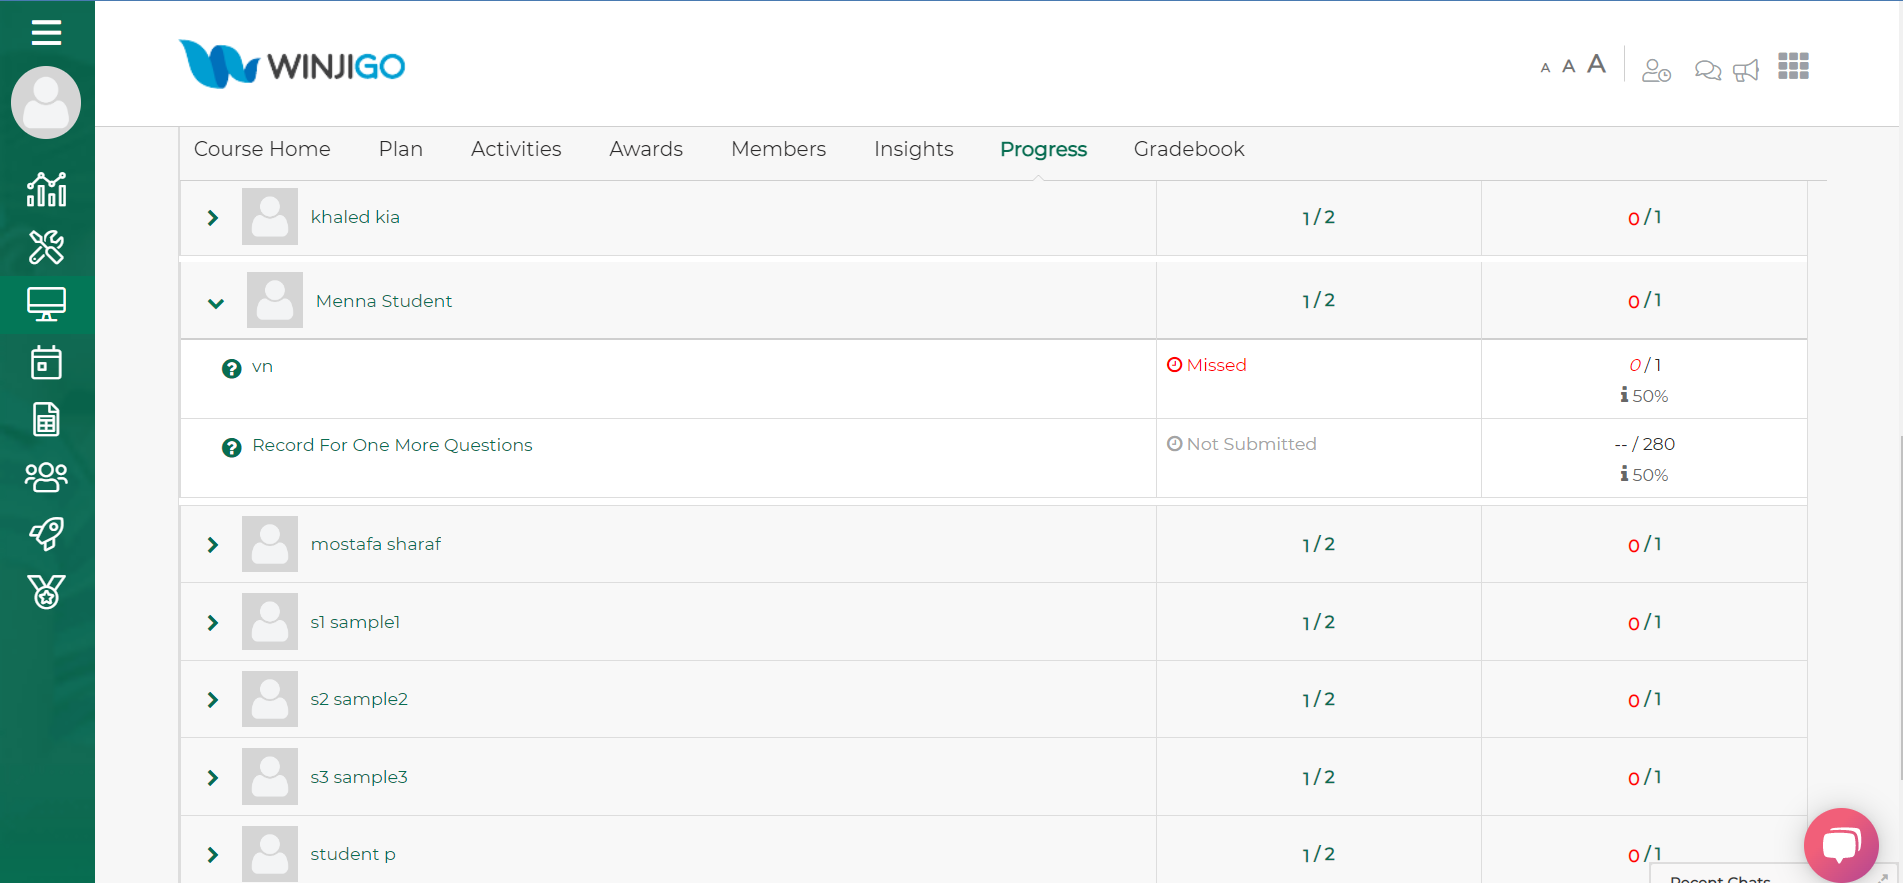 WINJIGO
A A A
Course Home Plan Activities Awards Members Insights Progress Gradebook
khaled kia 1/2 0/1
Menna Student 1/2 0/1
vn Missed 0/1
50%
Record For One More Questions Not Submitted -- / 280
50%
mostafa sharaf 1/2 0/1
s1 sample1 1/2 0/1
s2 sample2 1/2 0/1
s3 sample3 1/2 0/1
student p 1/2 0/1
Recent Chats